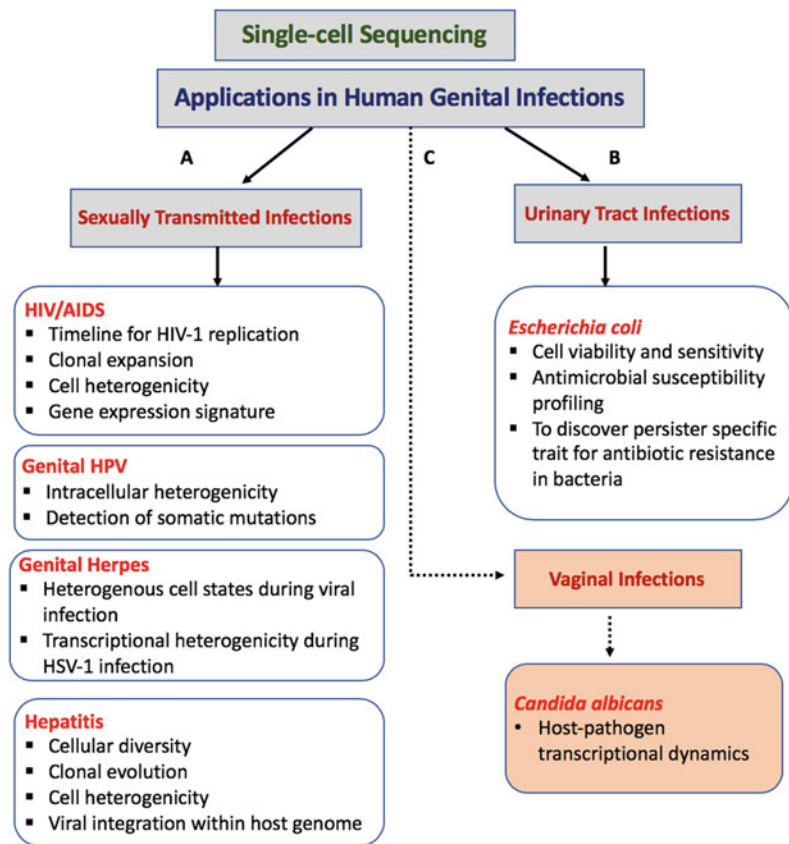 Single-cell Sequencing
Applications in Human Genital Infections
A
C
B
Sexually Transmitted Infections
Urinary Tract Infections
HIV/AIDS
▪ Timeline for HIV-1 replication
▪ Clonal expansion
▪ Cell heterogenicity
▪ Gene expression signature
Genital HPV
▪ Intracellular heterogenicity
▪ Detection of somatic mutations
Genital Herpes
▪ Heterogenous cell states during viral
infection
▪ Transcriptional heterogenicity during
HSV-1 infection
Hepatitis
▪ Cellular diversity
▪ Clonal evolution
▪ Cell heterogenicity
▪ Viral integration within host genome
Escherichia coli
▪ Cell viability and sensitivity
▪ Antimicrobial susceptibility
profiling
▪ To discover persister specific
trait for antibiotic resistance
in bacteria
Vaginal Infections
Candida albicans
• Host-pathogen
transcriptional dynamics